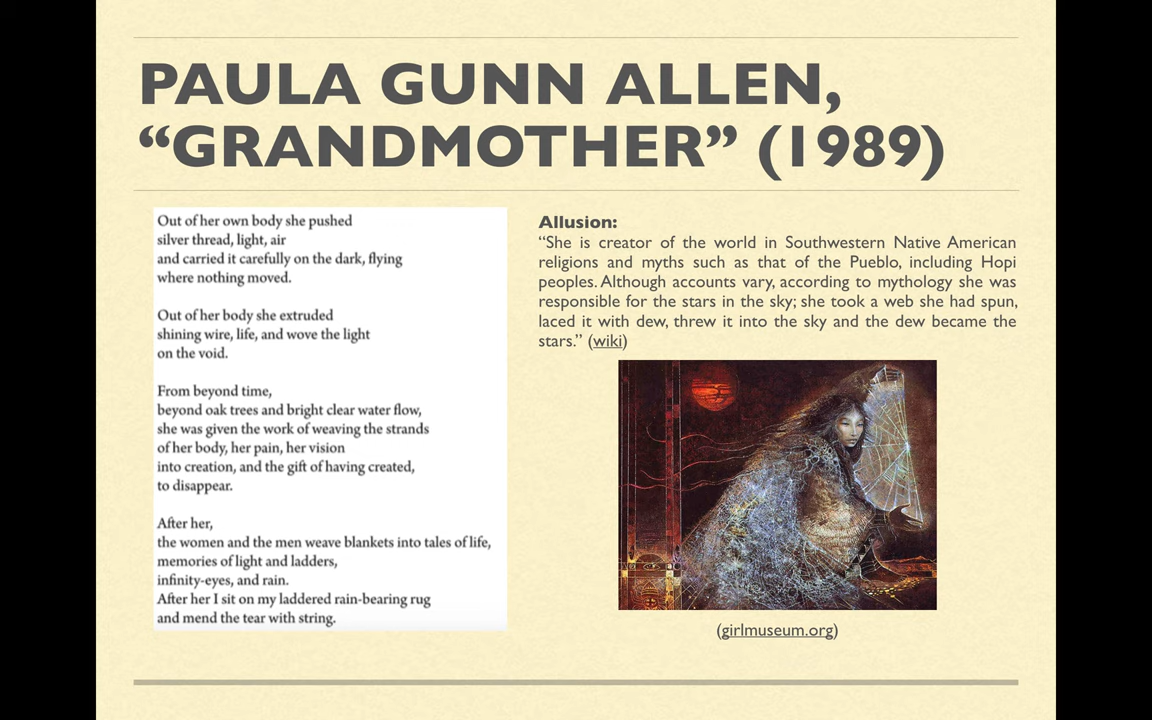 PAULA GUNN ALLEN,
“GRANDMOTHER” (1989)
Out of her own body she pushed
silver thread, light, air
and carried it carefully on the dark, flying
where nothing moved.
Out of her body she extruded
shining wire, life, and wove the light
on the void.
From beyond time,
beyond oak trees and bright clear water flow,
she was given the work of weaving the strands
of her body, her pain, her vision
into creation, and the gift of having created,
to disappear.
After her,
the women and the men weave blankets into tales of life,
memories of light and ladders,
infinity-eyes, and rain.
After her I sit on my laddered rain-bearing rug
and mend the tear with string.
Allusion:
“She is creator of the world in Southwestern Native American
religions and myths such as that of the Pueblo, including Hopi
peoples. Although accounts vary, according to mythology she was
responsible for the stars in the sky; she took a web she had spun,
laced it with dew, threw it into the sky and the dew became the
stars.” (wiki)
(girlmuseum.org)